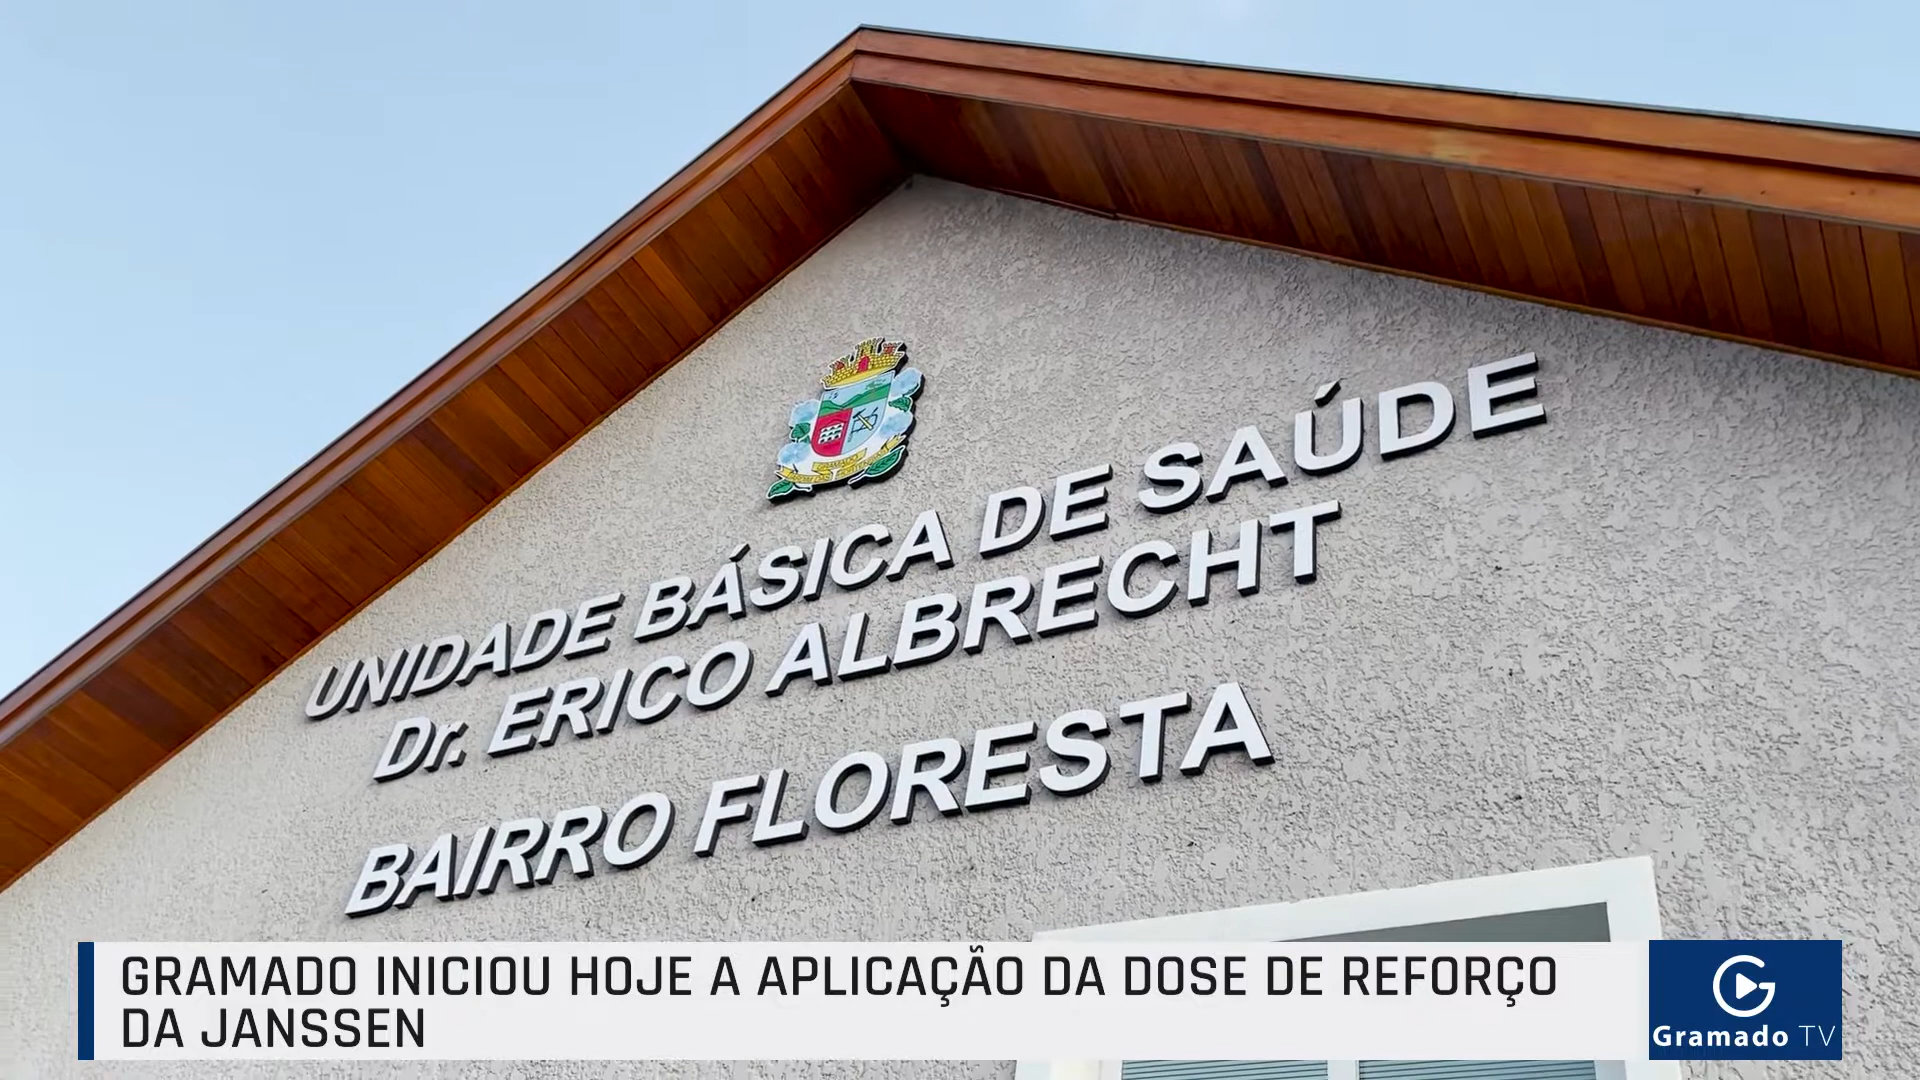 UNIDADE BÁSICA DE SAÚDE
Dr. ERICO ALBRECHT
BAIRRO FLORESTA
GRAMADO INICIOU HOJE A APLICAÇÃO DA DOSE DE REFORÇO
DA JANSSEN
Gramado TV